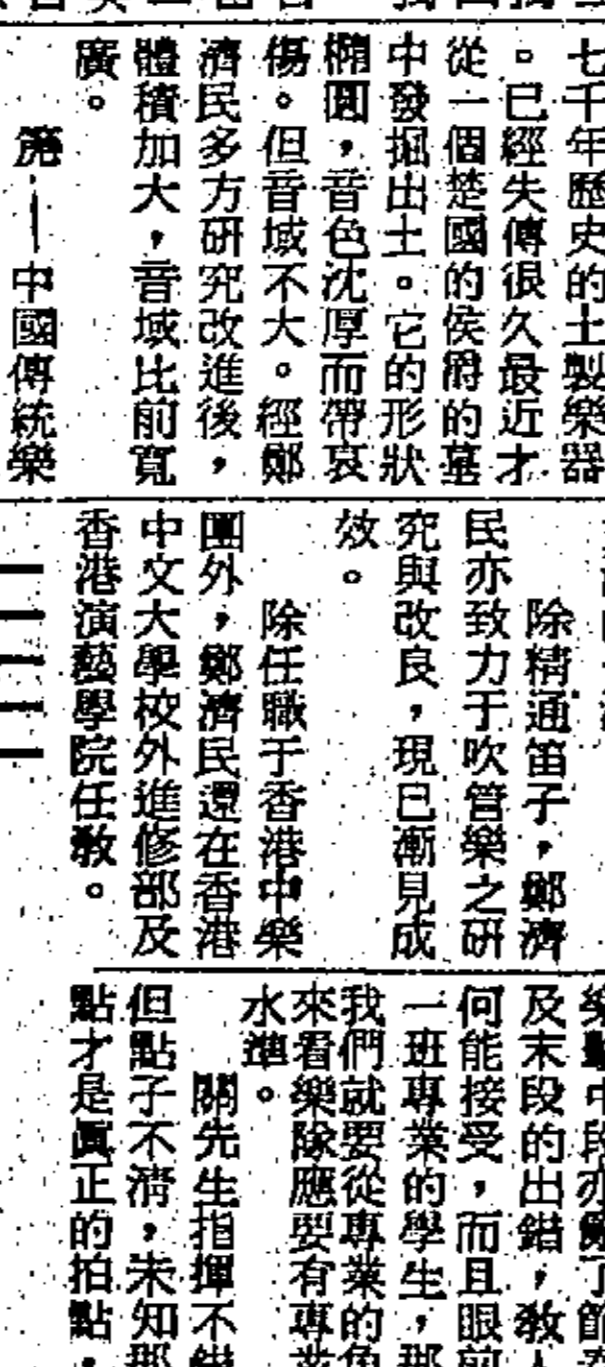 七千年歷史的土製樂器
。已經失傳很久最近才
從一個楚國的侯爵的墓
中發掘出土。它的形狀
橢圓，音色沈厚而帶哀
傷。但音域不大。經鄭
濟民多方研究改進後，
體積加大，音域比前寬
廣。
中國傳統樂
除精通笛子，鄭濟
民亦致力于吹管樂之研
究與改良，現已漸見成
效。
除任職于香港中樂
團外，鄭濟民還在香港
中文大學校外進修部及
香港演藝學院任教。
及末段的出錯，教
何能接受，而且眼前
一班專業的學生，那
我們就要從專業的角
來看樂隊應要有專業
水準。
關先生指揮不錯
但點子不清，未知那
點才是真正的拍點，